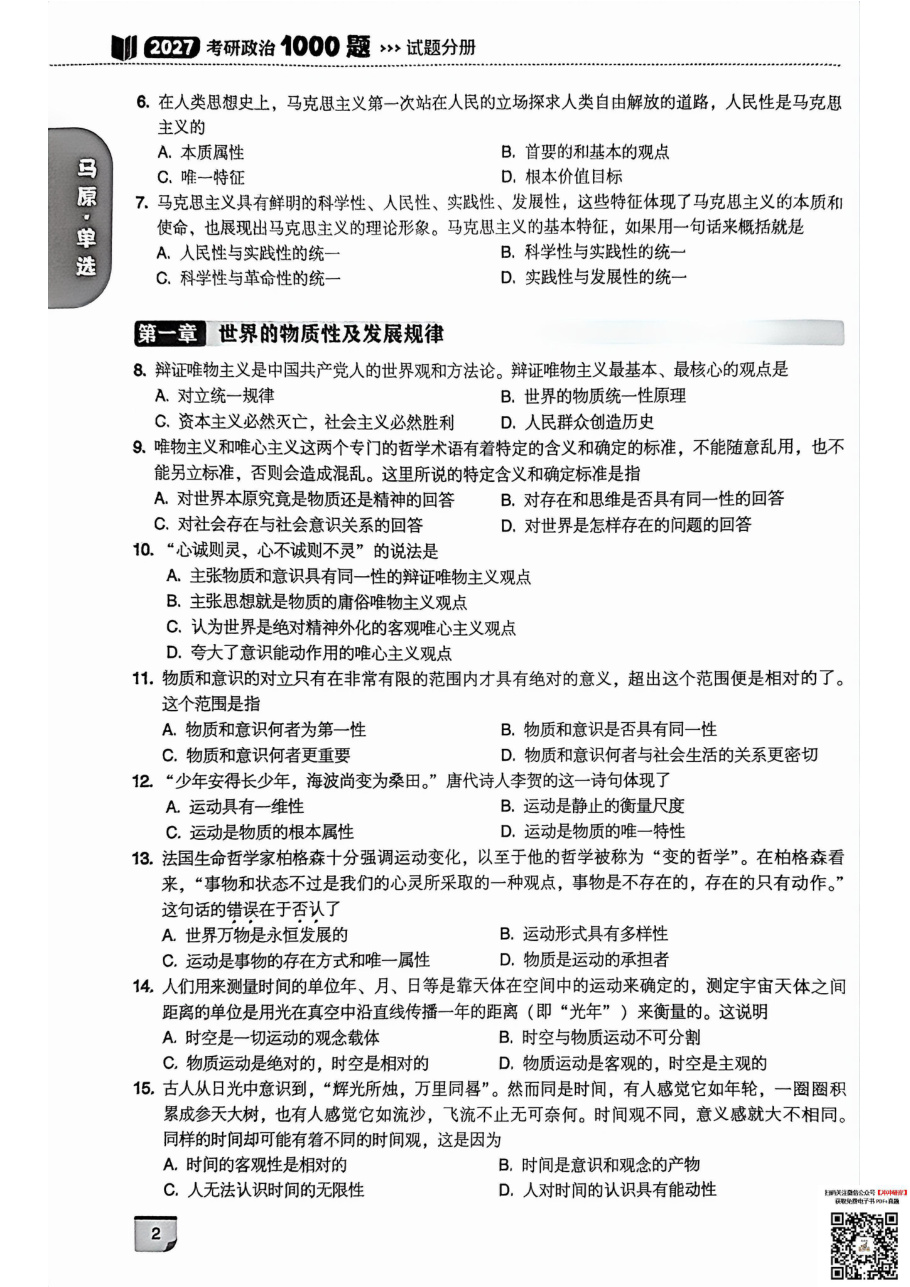 2027 考研政治1000题 >>> 试题分册
马原·单选
6. 在人类思想史上，马克思主义第一次站在人民的立场探求人类自由解放的道路，人民性是马克思
主义的
A. 本质属性 B. 首要的和基本的观点
C. 唯一特征 D. 根本价值目标
7. 马克思主义具有鲜明的科学性、人民性、实践性、发展性，这些特征体现了马克思主义的本质和
使命，也展现出马克思主义的理论形象。马克思主义的基本特征，如果用一句话来概括就是
A. 人民性与实践性的统一 B. 科学性与实践性的统一
C. 科学性与革命性的统一 D. 实践性与发展性的统一
第一章 世界的物质性及发展规律
8. 辩证唯物主义是中国共产党人的世界观和方法论。辩证唯物主义最基本、最核心的观点是
A. 对立统一规律 B. 世界的物质统一性原理
C. 资本主义必然灭亡，社会主义必然胜利 D. 人民群众创造历史
9. 唯物主义和唯心主义这两个专门的哲学术语有着特定的含义和确定的标准，不能随意乱用，也不
能另立标准，否则会造成混乱。这里所说的特定含义和确定标准是指
A. 对世界本原究竟是物质还是精神的回答 B. 对存在和思维是否具有同一性的回答
C. 对社会存在与社会意识关系的回答 D. 对世界是怎样存在的问题的回答
10. “心诚则灵，心不诚则不灵”的说法是
A. 主张物质和意识具有同一性的辩证唯物主义观点
B. 主张思想就是物质的庸俗唯物主义观点
C. 认为世界是绝对精神外化的客观唯心主义观点
D. 夸大了意识能动作用的唯心主义观点
11. 物质和意识的对立只有在非常有限的范围内才具有绝对的意义，超出这个范围便是相对的了。
这个范围是指
A. 物质和意识何者为第一性 B. 物质和意识是否具有同一性
C. 物质和意识何者更重要 D. 物质和意识何者与社会生活的关系更密切
12. “少年安得长少年，海波尚变为桑田。”唐代诗人李贺的这一诗句体现了
A. 运动具有一维性 B. 运动是静止的衡量尺度
C. 运动是物质的根本属性 D. 运动是物质的唯一特性
13. 法国生命哲学家柏格森十分强调运动变化，以至于他的哲学被称为“变的哲学”。在柏格森看
来，“事物和状态不过是我们的心灵所采取的一种观点，事物是不存在的，存在的只有动作。”
这句话的错误在于否认了
A. 世界万物是永恒发展的 B. 运动形式具有多样性
C. 运动是事物的存在方式和唯一属性 D. 物质是运动的承担者
14. 人们用来测量时间的单位年、月、日等是靠天体在空间中的运动来确定的，测定宇宙天体之间
距离的单位是用光在真空中沿直线传播一年的距离（即“光年”）来衡量的。这说明
A. 时空是一切运动的观念载体 B. 时空与物质运动不可分割
C. 物质运动是绝对的，时空是相对的 D. 物质运动是客观的，时空是主观的
15. 古人从日光中意识到，“辉光所烛，万里同晷”。然而同是时间，有人感觉它如年轮，一圈圈积
累成参天大树，也有人感觉它如流沙，飞流不止无可奈何。时间观不同，意义感就大不相同。
同样的时间却可能有着不同的时间观，这是因为
A. 时间的客观性是相对的 B. 时间是意识和观念的产物
C. 人无法认识时间的无限性 D. 人对时间的认识具有能动性
2
扫码关注微信公众号【冲冲研友】
获取免费电子书PDF+真题